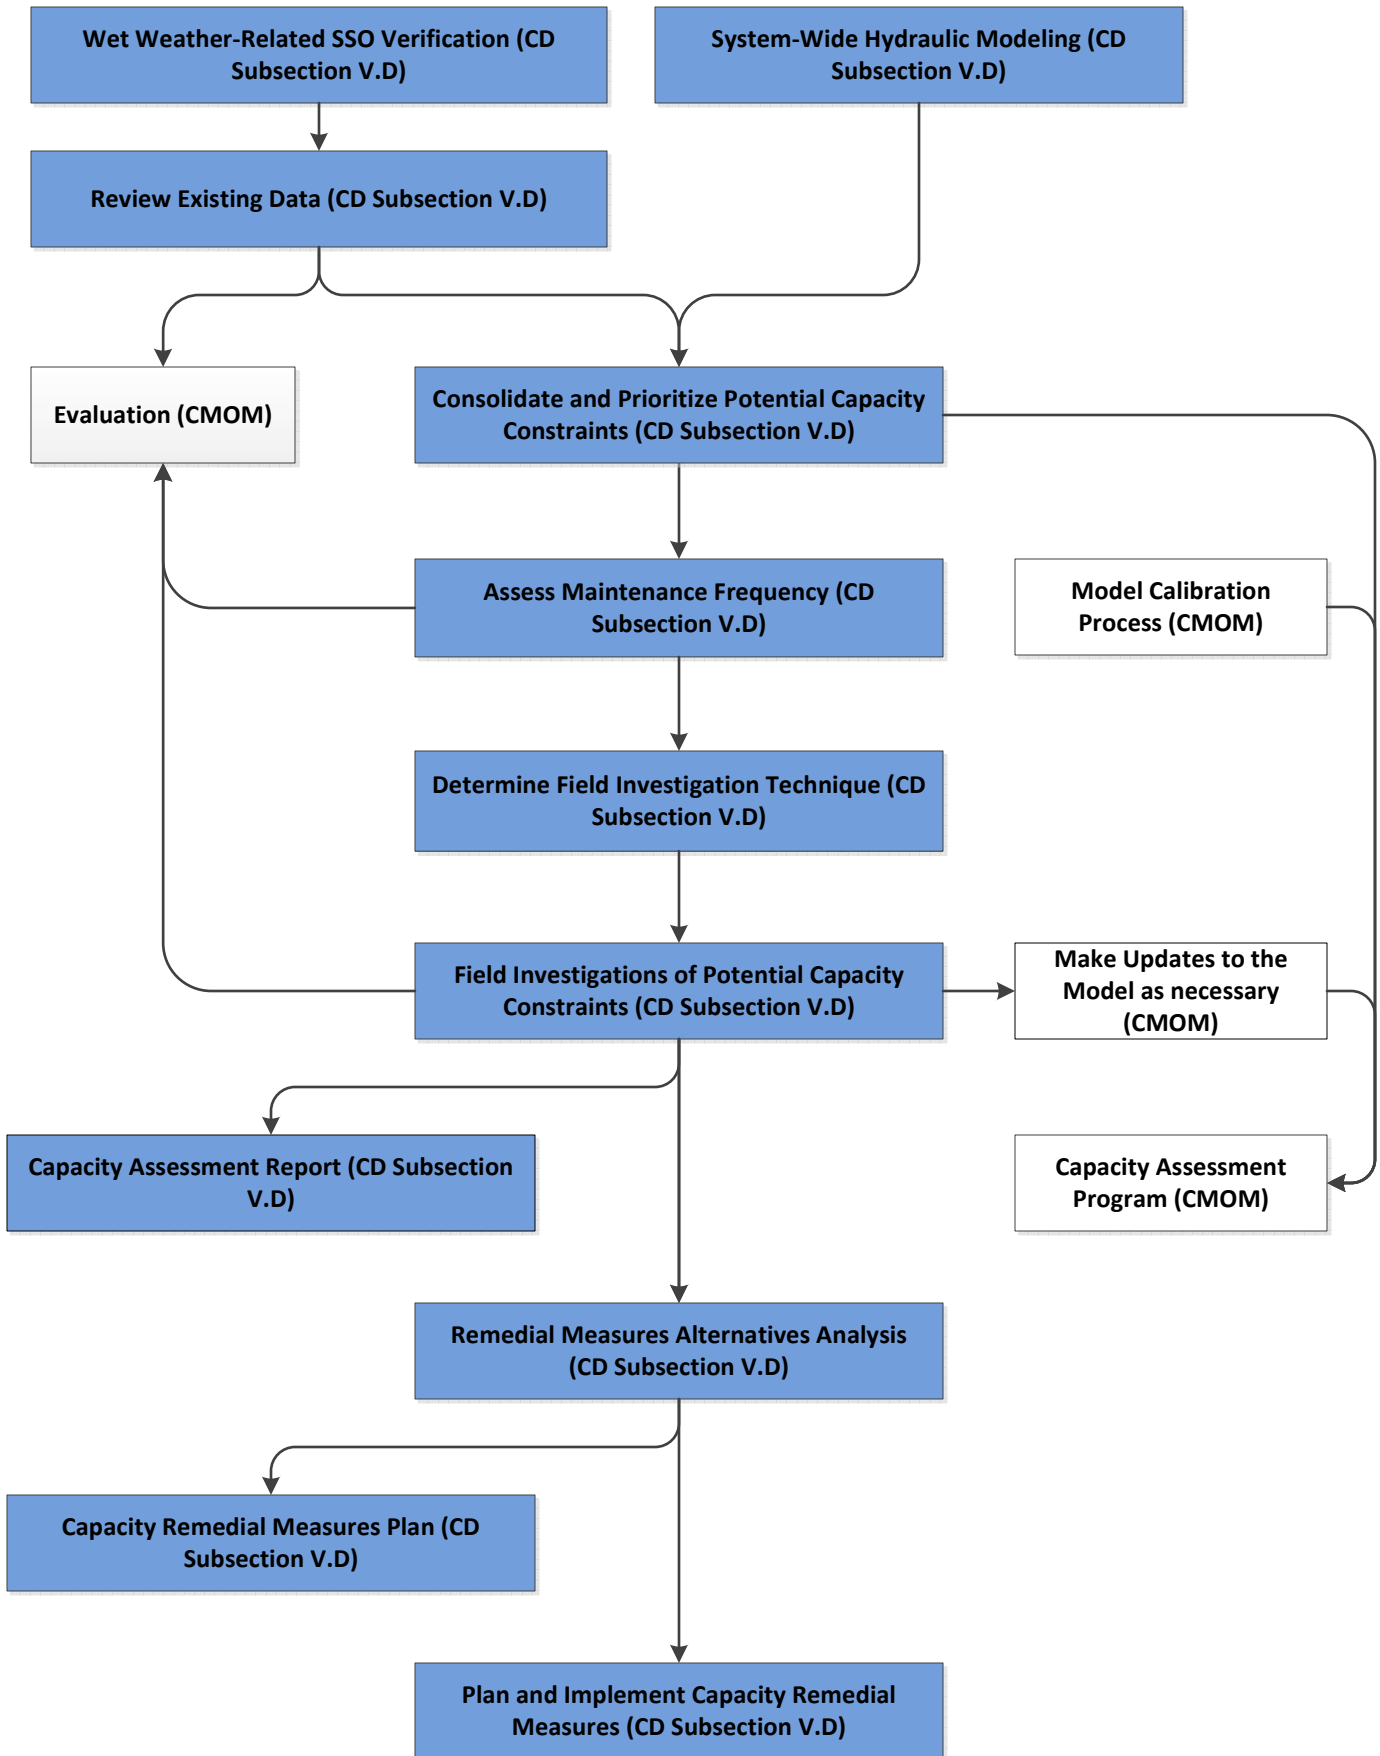 Wet Weather-Related SSO Verification (CD
Subsection V.D)
System-Wide Hydraulic Modeling (CD
Subsection V.D)
Review Existing Data (CD Subsection V.D)
Evaluation (CMOM)
Consolidate and Prioritize Potential Capacity
Constraints (CD Subsection V.D)
Assess Maintenance Frequency (CD
Subsection V.D)
Model Calibration
Process (CMOM)
Determine Field Investigation Technique (CD
Subsection V.D)
Field Investigations of Potential Capacity
Constraints (CD Subsection V.D)
Make Updates to the
Model as necessary
(CMOM)
Capacity Assessment Report (CD Subsection
V.D)
Capacity Assessment
Program (CMOM)
Remedial Measures Alternatives Analysis
(CD Subsection V.D)
Capacity Remedial Measures Plan (CD
Subsection V.D)
Plan and Implement Capacity Remedial
Measures (CD Subsection V.D)